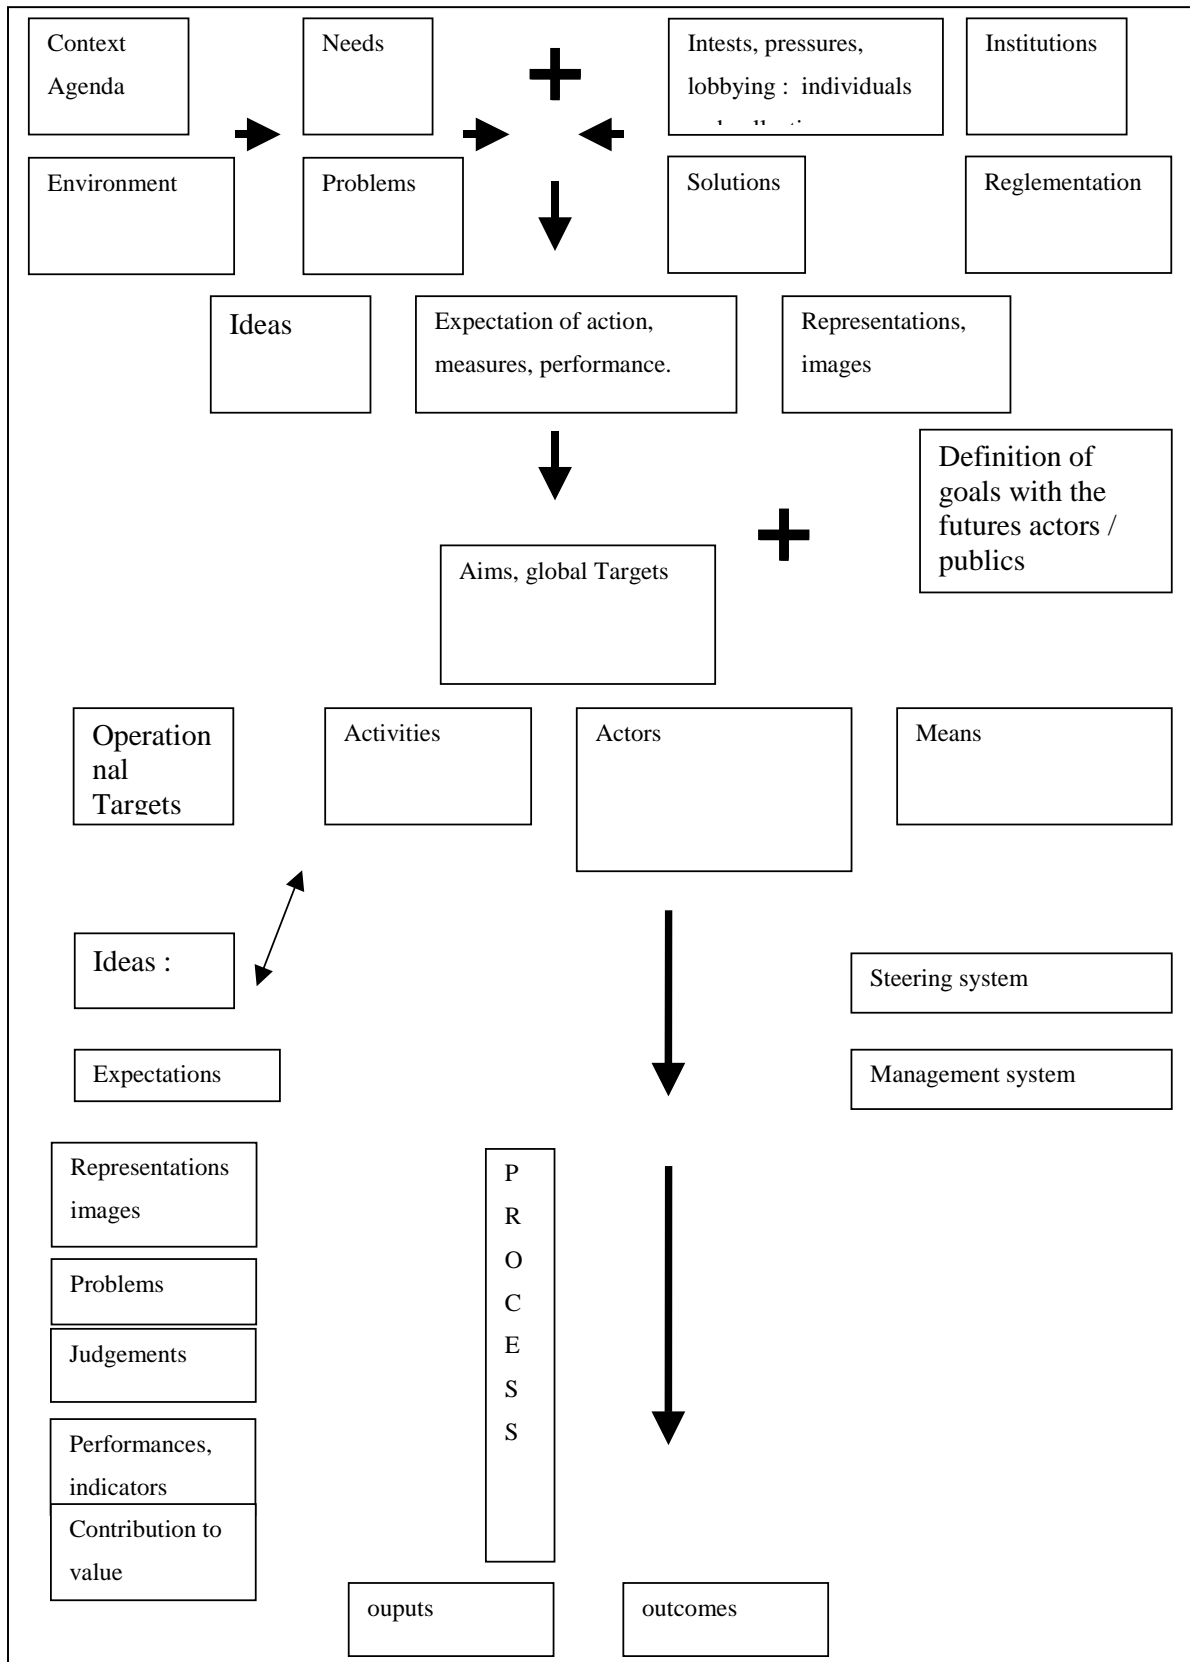 Context
Agenda
Needs
Intests, pressures,
lobbying : individuals
Institutions
Environment
Problems
Solutions
Reglementation
Ideas
Expectation of action,
measures, performance.
Representations,
images
Definition of
goals with the
futures actors /
publics
Aims, global Targets
Operation
nal
Targets
Activities
Actors
Means
Ideas :
Steering system
Expectations
Management system
Representations
images
Problems
Judgements
Performances,
indicators
Contribution to
value
P
R
O
C
E
S
S
ouputs
outcomes